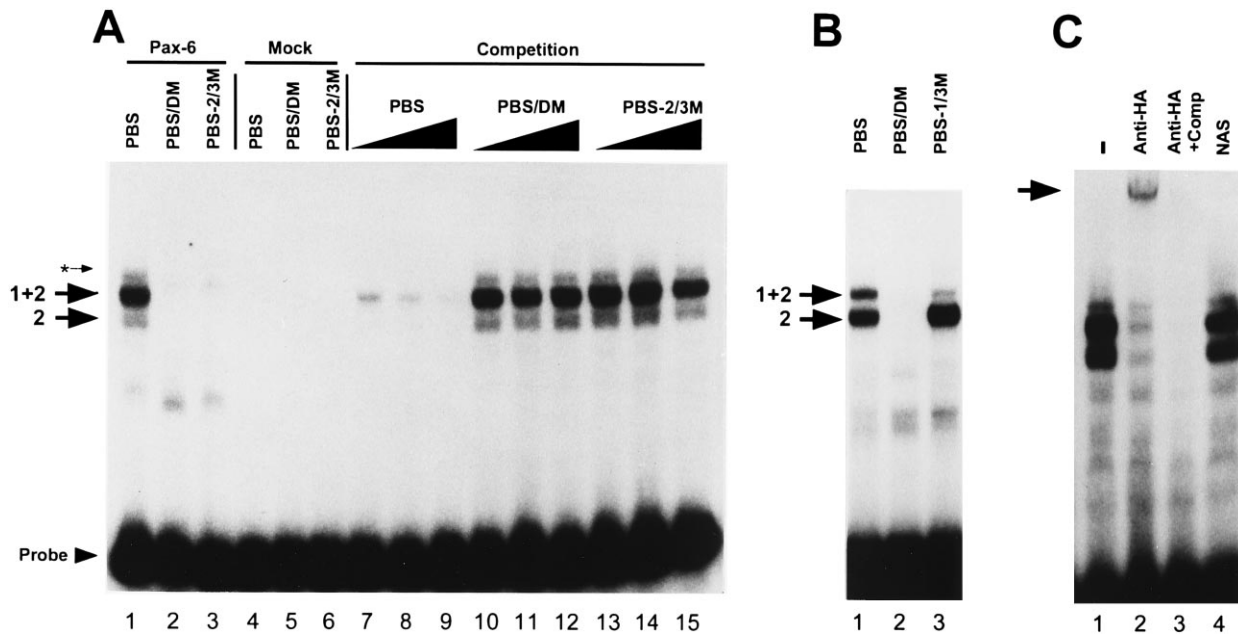 A
Pax-6 Mock Competition
PBS PBS/DM PBS-2/3M PBS PBS/DM PBS-2/3M PBS PBS/DM PBS-2/3M
*
1+2
2
Probe
1 2 3 4 5 6 7 8 9 10 11 12 13 14 15
B
PBS PBS/DM PBS-1/3M
1+2
2
1 2 3
C
- Anti-HA Anti-HA +Comp NAS
1 2 3 4